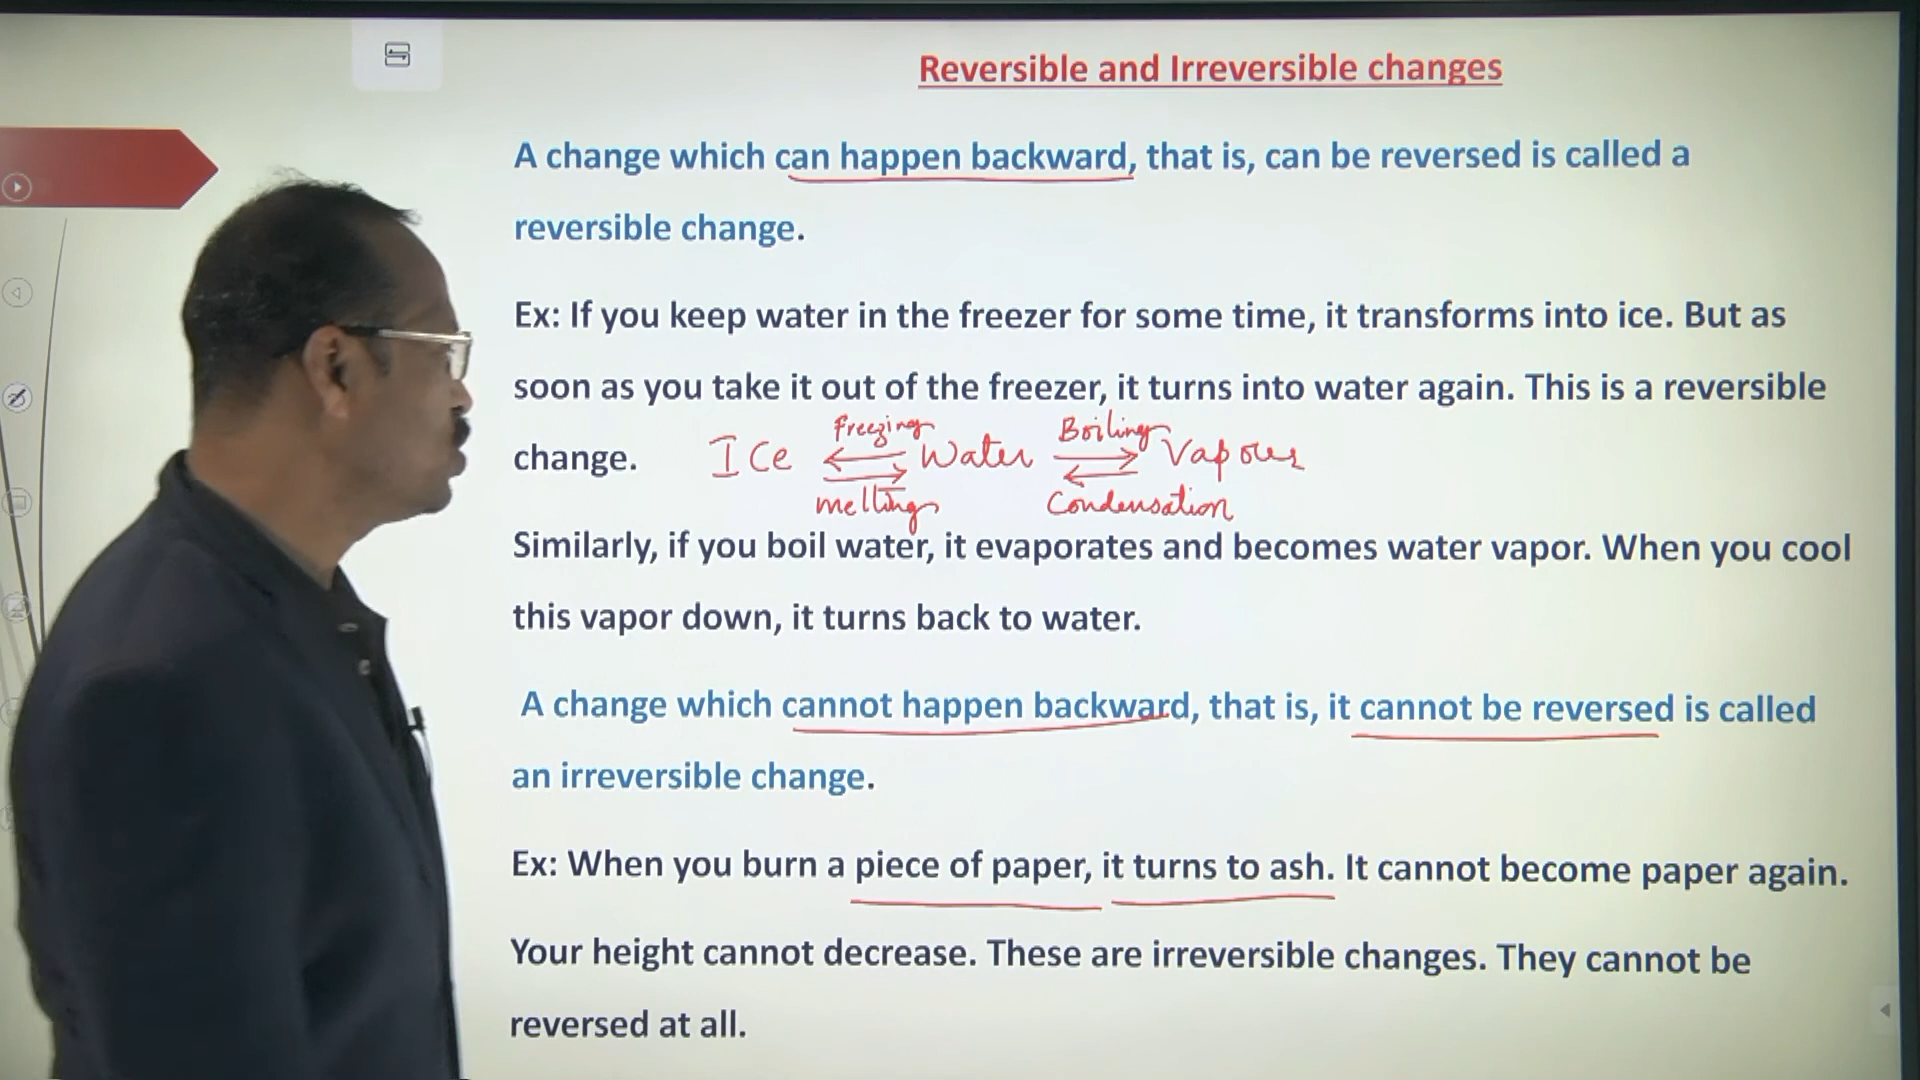 Reversible and Irreversible changes
A change which can happen backward, that is, can be reversed is called a
reversible change.
Ex: If you keep water in the freezer for some time, it transforms into ice. But as
soon as you take it out of the freezer, it turns into water again. This is a reversible
Freezing Boiling
change. ICe Water Vapour
melting Condensation
Similarly, if you boil water, it evaporates and becomes water vapor. When you cool
this vapor down, it turns back to water.
A change which cannot happen backward, that is, it cannot be reversed is called
an irreversible change.
Ex: When you burn a piece of paper, it turns to ash. It cannot become paper again.
Your height cannot decrease. These are irreversible changes. They cannot be
reversed at all.